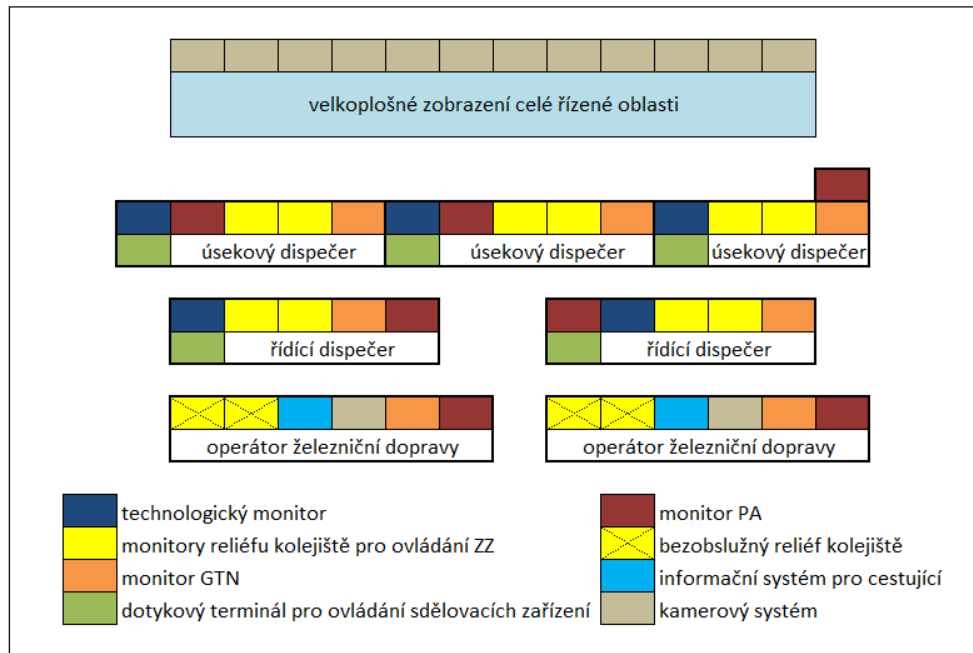 velkoplošné zobrazení celé řízené oblasti
úsekový dispečer
úsekový dispečer
úsekový dispečer
řídící dispečer
řídící dispečer
operátor železniční dopravy
operátor železniční dopravy
technologický monitor
monitor PA
monitory reliéfu kolejiště pro ovládání ZZ
bezobslužný reliéf kolejiště
monitor GTN
informační systém pro cestující
dotykový terminál pro ovládání sdělovacích zařízení
kamerový systém